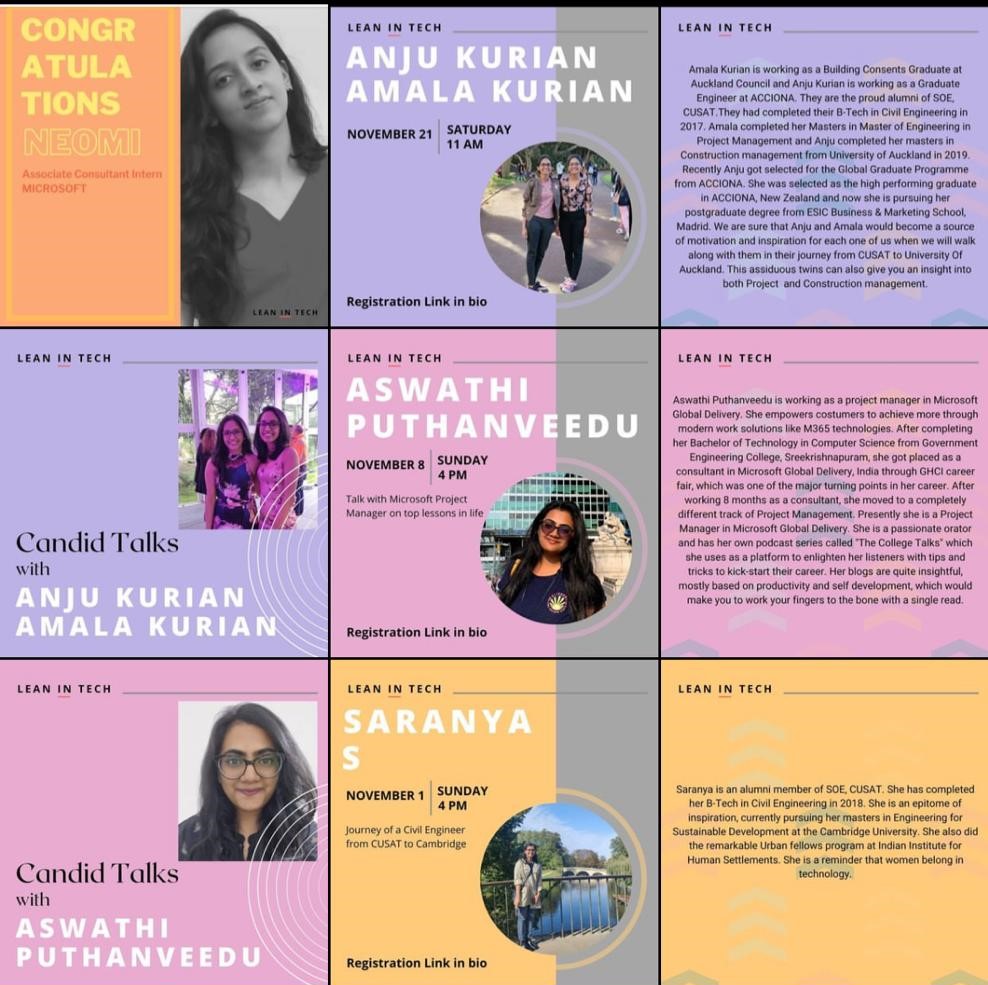 CONGR
ATULA
TIONS
NEOMI
Associate Consultant Intern
MICROSOFT
LEAN IN TECH
LEAN IN TECH
ANJU KURIAN
AMALA KURIAN
NOVEMBER 21
SATURDAY
11 AM
Registration Link in bio
LEAN IN TECH
Amala Kurian is working as a Building Consents Graduate at
Auckland Council and Anju Kurian is working as a Graduate
Engineer at ACCIONA. They are the proud alumni of SOE,
CUSAT.They had completed their B-Tech in Civil Engineering in
2017. Amala completed her Masters in Master of Engineering in
Project Management and Anju completed her masters in
Construction management from University of Auckland in 2019.
Recently Anju got selected for the Global Graduate Programme
from ACCIONA. She was selected as the high performing graduate
in ACCIONA, New Zealand and now she is pursuing her
postgraduate degree from ESIC Business & Marketing School,
Madrid. We are sure that Anju and Amala would become a source
of motivation and inspiration for each one of us when we will walk
along with them in their journey from CUSAT to University Of
Auckland. This assiduous twins can also give you an insight into
both Project and Construction management.
LEAN IN TECH
Candid Talks
with
ANJU KURIAN
AMALA KURIAN
LEAN IN TECH
ASWATHI
PUTHANVEEDU
NOVEMBER 8
SUNDAY
4 PM
Talk with Microsoft Project
Manager on top lessons in life
Registration Link in bio
LEAN IN TECH
Aswathi Puthanveedu is working as a project manager in Microsoft
Global Delivery. She empowers costumers to achieve more through
modern work solutions like M365 technologies. After completing
her Bachelor of Technology in Computer Science from Government
Engineering College, Sreekrishnapuram, she got placed as a
consultant in Microsoft Global Delivery, India through GHCI career
fair, which was one of the major turning points in her career. After
working 8 months as a consultant, she moved to a completely
different track of Project Management. Presently she is a Project
Manager in Microsoft Global Delivery. She is a passionate orator
and has her own podcast series called "The College Talks" which
she uses as a platform to enlighten her listeners with tips and
tricks to kick-start their career. Her blogs are quite insightful,
mostly based on productivity and self development, which would
make you to work your fingers to the bone with a single read.
LEAN IN TECH
Candid Talks
with
ASWATHI
PUTHANVEEDU
LEAN IN TECH
SARANYA
S
NOVEMBER 1
SUNDAY
4 PM
Journey of a Civil Engineer
from CUSAT to Cambridge
Registration Link in bio
LEAN IN TECH
Saranya is an alumni member of SOE, CUSAT. She has completed
her B-Tech in Civil Engineering in 2018. She is an epitome of
inspiration, currently pursuing her masters in Engineering for
Sustainable Development at the Cambridge University. She also did
the remarkable Urban fellows program at Indian Institute for
Human Settlements. She is a reminder that women belong in
technology.